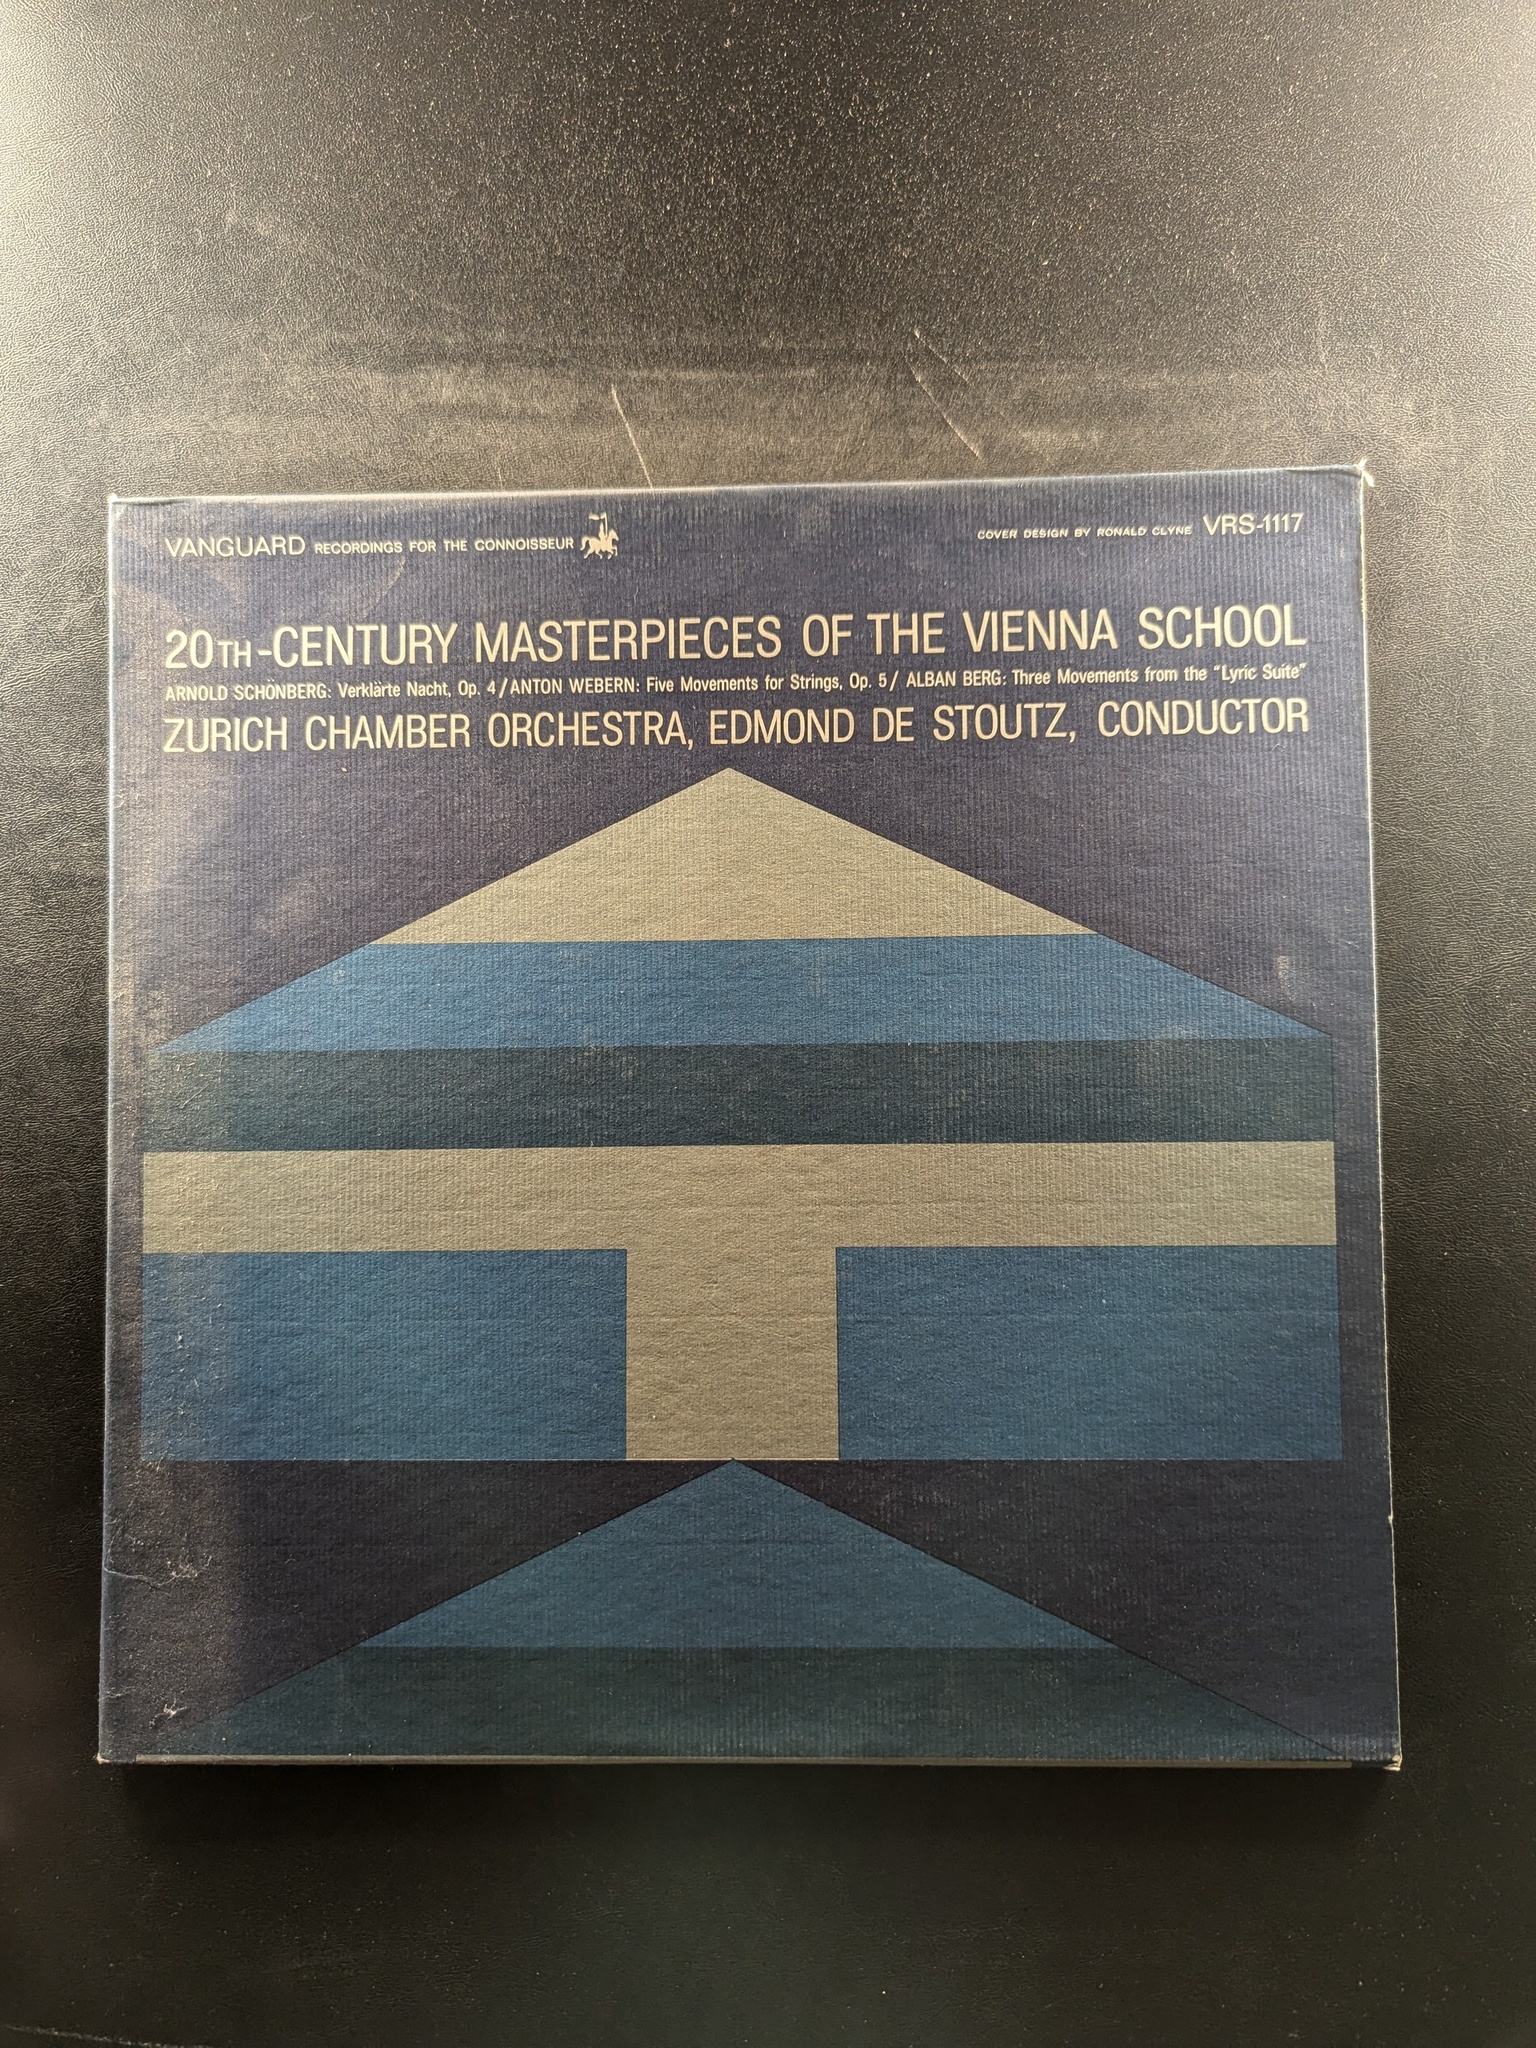 VANGUARD RECORDINGS FOR THE CONNOISSEUR
COVER DESIGN BY RONALD CLYNE VRS-1117
20TH-CENTURY MASTERPIECES OF THE VIENNA SCHOOL
ARNOLD SCHÖNBERG: Verklärte Nacht, Op. 4/ANTON WEBERN: Five Movements for Strings, Op. 5/ ALBAN BERG: Three Movements from the "Lyric Suite"
ZURICH CHAMBER ORCHESTRA, EDMOND DE STOUTZ, CONDUCTOR